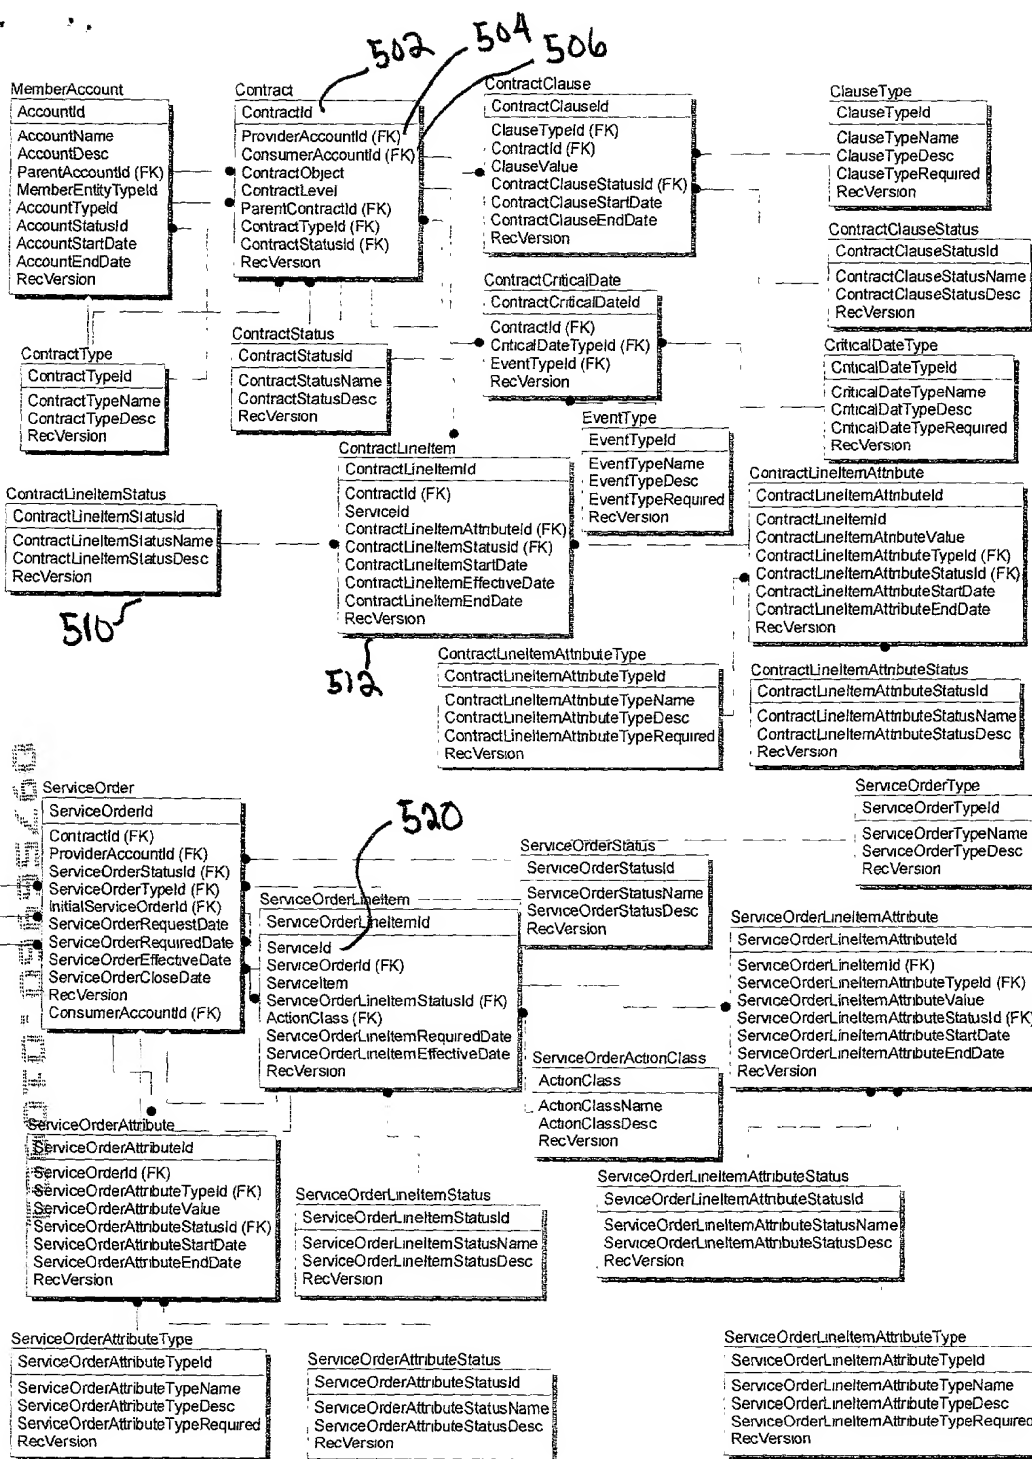 502
504
506
MemberAccount
AccountId
AccountName
AccountDesc
ParentAccountId (FK)
MemberEntityTypeId
AccountTypeId
AccountStatusId
AccountStartDate
AccountEndDate
RecVersion
Contract
ContractId
ProviderAccountId (FK)
ConsumerAccountId (FK)
ContractObject
ContractLevel
ParentContractId (FK)
ContractTypeId (FK)
ContractStatusId (FK)
RecVersion
ContractClause
ContractClauseId
ClauseTypeId (FK)
ContractId (FK)
ClauseValue
ContractClauseStatusId (FK)
ContractClauseStartDate
ContractClauseEndDate
RecVersion
ClauseType
ClauseTypeId
ClauseTypeName
ClauseTypeDesc
ClauseTypeRequired
RecVersion
ContractClauseStatus
ContractClauseStatusId
ContractClauseStatusName
ContractClauseStatusDesc
RecVersion
ContractType
ContractTypeId
ContractTypeName
ContractTypeDesc
RecVersion
ContractStatus
ContractStatusId
ContractStatusName
ContractStatusDesc
RecVersion
ContractCriticalDate
ContractCriticalDateId
ContractId (FK)
CriticalDateTypeId (FK)
EventTypeId (FK)
RecVersion
CriticalDateType
CriticalDateTypeId
CriticalDateTypeName
CriticalDatTypeDesc
CriticalDateTypeRequired
RecVersion
EventType
EventTypeId
EventTypeName
EventTypeDesc
EventTypeRequired
RecVersion
ContractLineItemStatus
ContractLineItemStatusId
ContractLineItemStatusName
ContractLineItemStatusDesc
RecVersion
510
ContractLineItem
ContractLineItemId
ContractId (FK)
ServiceId
ContractLineItemAttributeId (FK)
ContractLineItemStatusId (FK)
ContractLineItemStartDate
ContractLineItemEffectiveDate
ContractLineItemEndDate
RecVersion
512
ContractLineItemAttribute
ContractLineItemAttributeId
ContractLineItemId
ContractLineItemAtributeValue
ContractLineItemAttributeTypeId (FK)
ContractLineItemAttributeStatusId (FK)
ContractLineItemAttributeStartDate
ContractLineItemAttributeEndDate
RecVersion
ContractLineItemAttributeType
ContractLineItemAttributeTypeId
ContractLineItemAttributeTypeName
ContractLineItemAttributeTypeDesc
ContractLineItemAttributeTypeRequired
RecVersion
ContractLineItemAttributeStatus
ContractLineItemAttributeStatusId
ContractLineItemAttributeStatusName
ContractLineItemAttributeStatusDesc
RecVersion
ServiceOrder
ServiceOrderId
ContractId (FK)
ProviderAccountId (FK)
ServiceOrderStatusId (FK)
ServiceOrderTypeId (FK)
InitialServiceOrderId (FK)
ServiceOrderRequestDate
ServiceOrderRequiredDate
ServiceOrderEffectiveDate
ServiceOrderCloseDate
RecVersion
ConsumerAccountId (FK)
520
ServiceOrderLineItem
ServiceOrderLineItemId
ServiceId
ServiceOrderId (FK)
ServiceItem
ServiceOrderLineItemStatusId (FK)
ActionClass (FK)
ServiceOrderLineItemRequiredDate
ServiceOrderLineItemEffectiveDate
RecVersion
ServiceOrderStatus
ServiceOrderStatusId
ServiceOrderStatusName
ServiceOrderStatusDesc
RecVersion
ServiceOrderType
ServiceOrderTypeId
ServiceOrderTypeName
ServiceOrderTypeDesc
RecVersion
ServiceOrderLineItemAttribute
ServiceOrderLineItemAttributeId
ServiceOrderLineItemId (FK)
ServiceOrderLineItemAttributeTypeId (FK)
ServiceOrderLineItemAttributeValue
ServiceOrderLineItemAttributeStatusId (FK)
ServiceOrderLineItemAttributeStartDate
ServiceOrderLineItemAttributeEndDate
RecVersion
ServiceOrderActionClass
ActionClass
ActionClassName
ActionClassDesc
RecVersion
ServiceOrderAttribute
ServiceOrderAttributeId
ServiceOrderId (FK)
ServiceOrderAttributeTypeId (FK)
ServiceOrderAttributeValue
ServiceOrderAttributeStatusId (FK)
ServiceOrderAttributeStartDate
ServiceOrderAttributeEndDate
RecVersion
ServiceOrderLineItemStatus
ServiceOrderLineItemStatusId
ServiceOrderLineItemStatusName
ServiceOrderLineItemStatusDesc
RecVersion
ServiceOrderLineItemAttributeStatus
ServiceOrderLineItemAttributeStatusId
ServiceOrderLineItemAttributeStatusName
ServiceOrderLineItemAttributeStatusDesc
RecVersion
ServiceOrderAttributeType
ServiceOrderAttributeTypeId
ServiceOrderAttributeTypeName
ServiceOrderAttributeTypeDesc
ServiceOrderAttributeTypeRequired
RecVersion
ServiceOrderAttributeStatus
ServiceOrderAttributeStatusId
ServiceOrderAttributeStatusName
ServiceOrderAttributeStatusDesc
RecVersion
ServiceOrderLineItemAttributeType
ServiceOrderLineItemAttributeTypeId
ServiceOrderLineItemAttributeTypeName
ServiceOrderLineItemAttributeTypeDesc
ServiceOrderLineItemAttributeTypeRequired
RecVersion